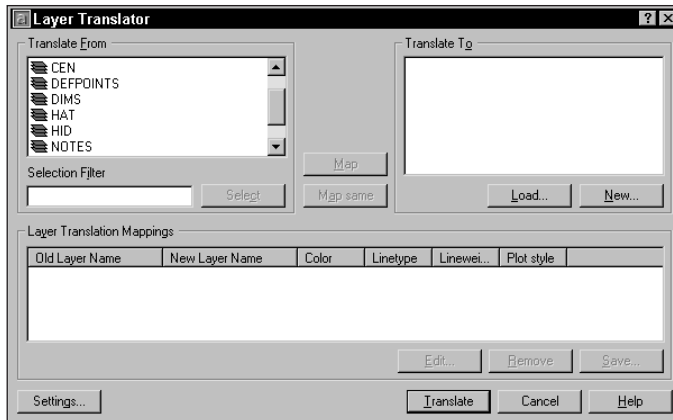 Layer Translator
Translate From
CEN
DEFPOINTS
DIMS
HAT
HID
NOTES
Selection Filter
Select
Map
Map same
Translate To
Load...
New...
Layer Translation Mappings
Old Layer Name New Layer Name Color Linetype Linewei... Plot style
Edit... Remove Save...
Settings... Translate Cancel Help